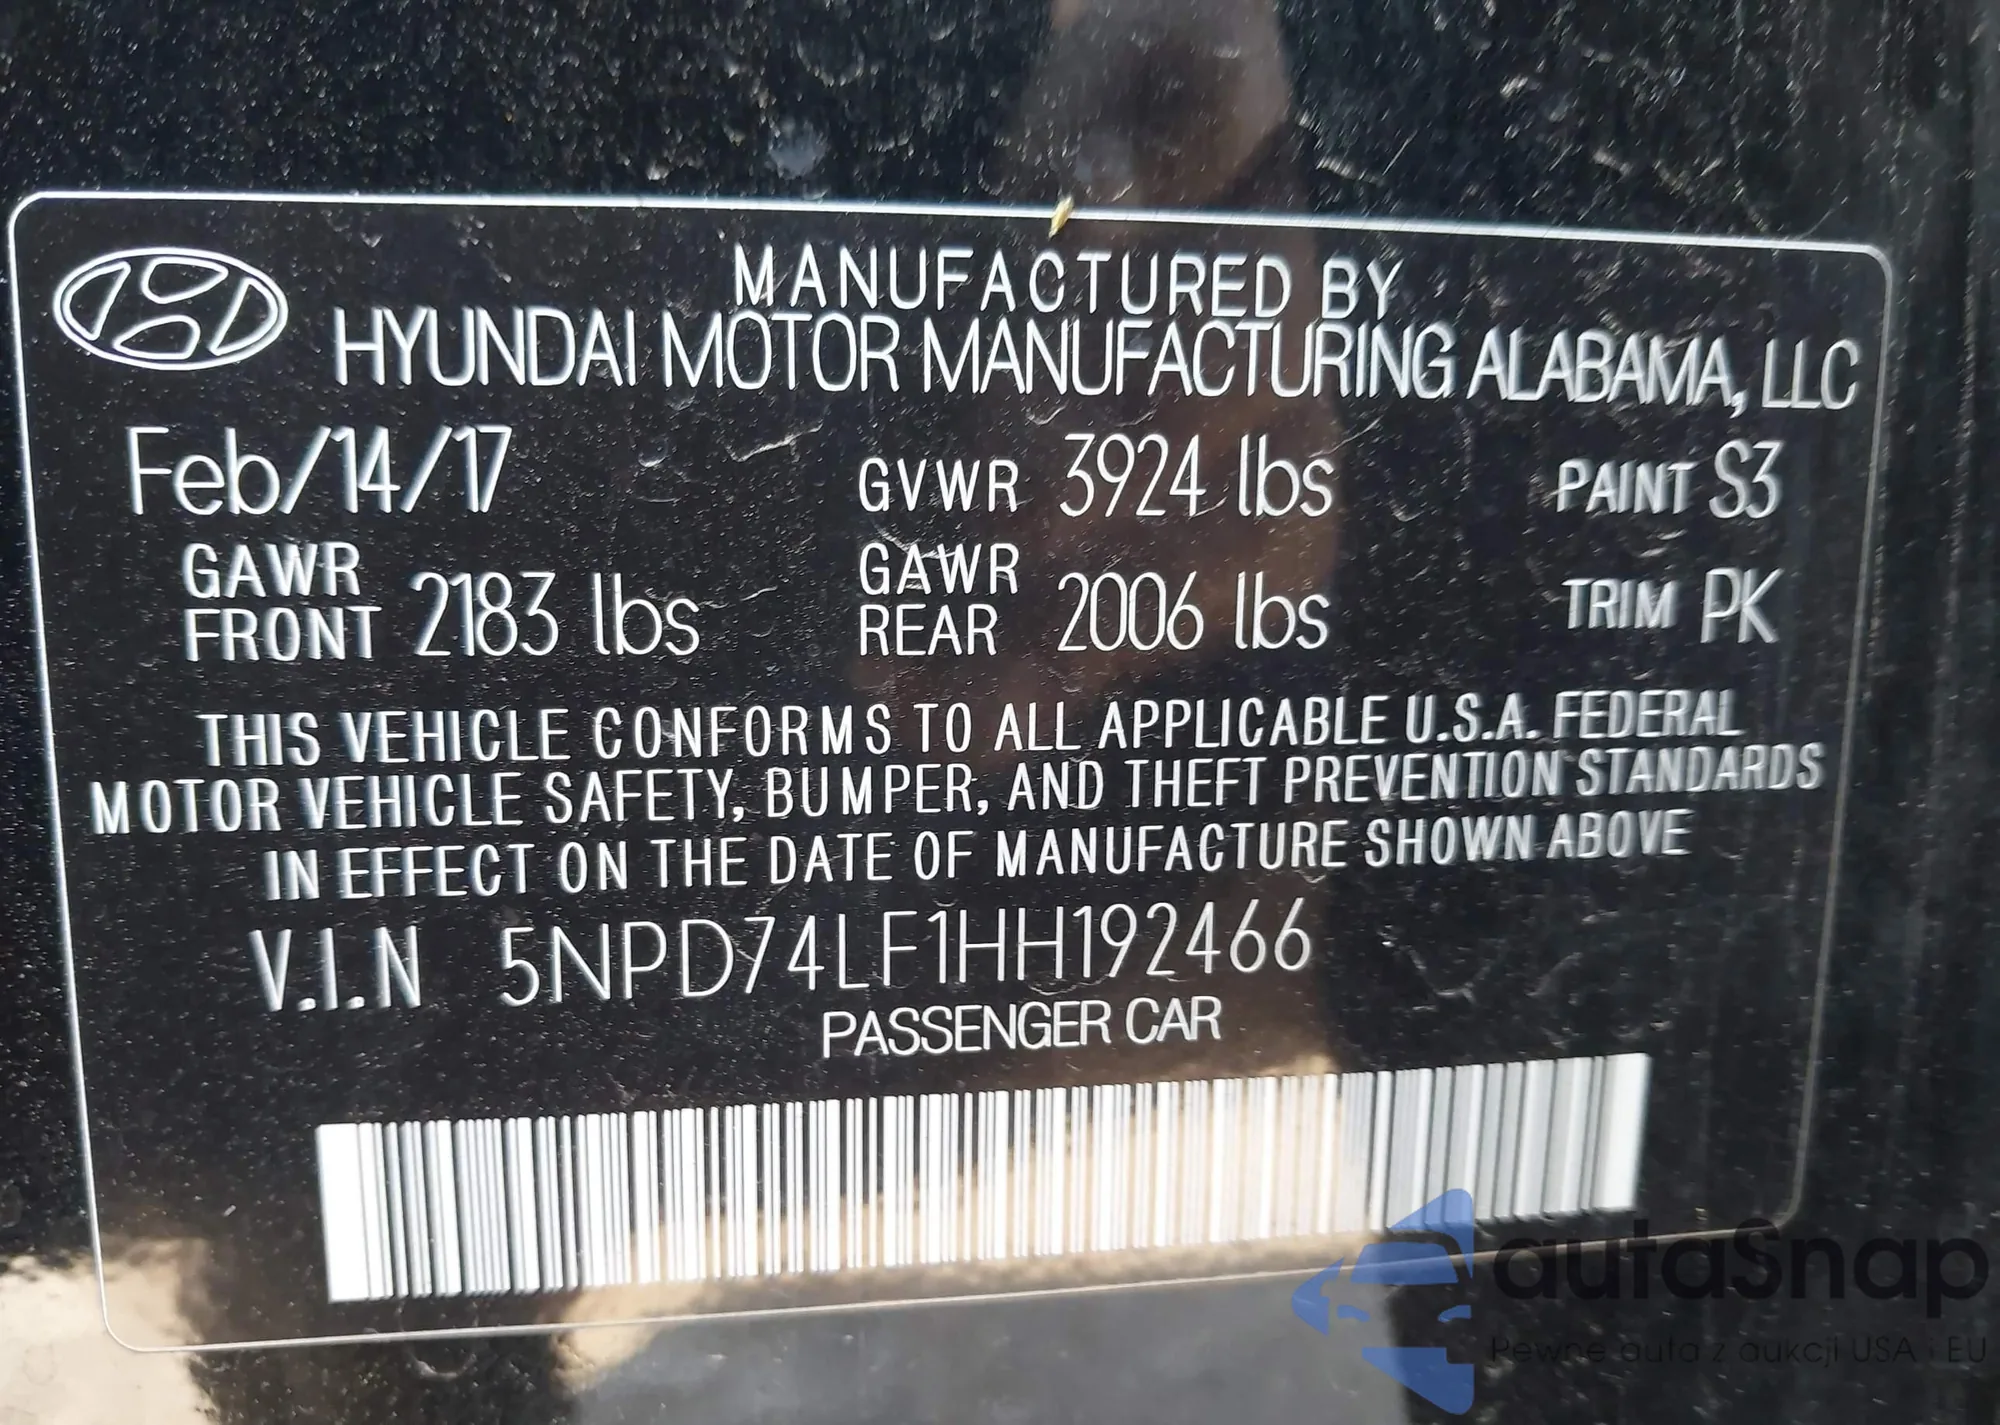 MANUFACTURED BY
HYUNDAI MOTOR MANUFACTURING ALABAMA, LLC
Feb/14/17 GVWR 3924 lbs PAINT S3
GAWR FRONT 2183 lbs GAWR REAR 2006 lbs TRIM PK
THIS VEHICLE CONFORMS TO ALL APPLICABLE U.S.A. FEDERAL
MOTOR VEHICLE SAFETY, BUMPER, AND THEFT PREVENTION STANDARDS
IN EFFECT ON THE DATE OF MANUFACTURE SHOWN ABOVE
V.I.N 5NPD74LF1HH192466
PASSENGER CAR
autaSnap
Pewne auta z aukcji USA i EU